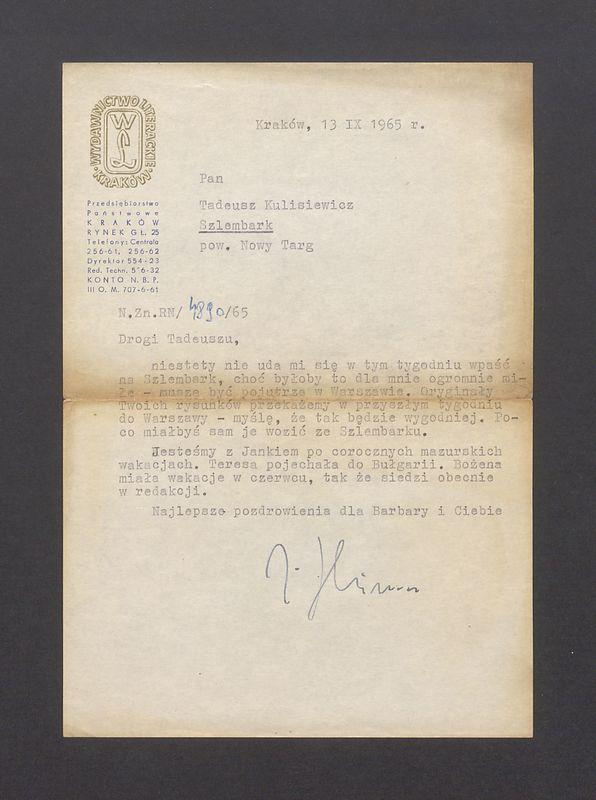 WYDAWNICTWO LITERACKIE
KRAKÓW
WL
Przedsiębiorstwo
Państwowe
KRAKÓW
RYNEK GŁ. 25
Telefony: Centrala
256-61, 256-62
Dyrektor 554-23
Red. Techn. 56-32
KONTO N. B. P.
III O. M. 707-6-61
Kraków, 13 IX 1965 r.
Pan
Tadeusz Kulisiewicz
Szlembark
pow. Nowy Targ
N.Zn.RN/4890/65
Drogi Tadeuszu,
niestety nie uda mi się w tym tygodniu wpaść
na Szlembark, choć byłoby to dla mnie ogromnie mi-
łe - muszę być pojutrze w Warszawie. Oryginały
Twoich rysunków przekażemy w przyszłym tygodniu
do Warszawy - myślę, że tak będzie wygodniej. Po-
co miałbyś sam je wozić ze Szlembarku.
Jesteśmy z Jankiem po corocznych mazurskich
wakacjach. Teresa pojechała do Bułgarii. Bożena
miała wakacje w czerwcu, tak że siedzi obecnie
w redakcji.
Najlepsze pozdrowienia dla Barbary i Ciebie